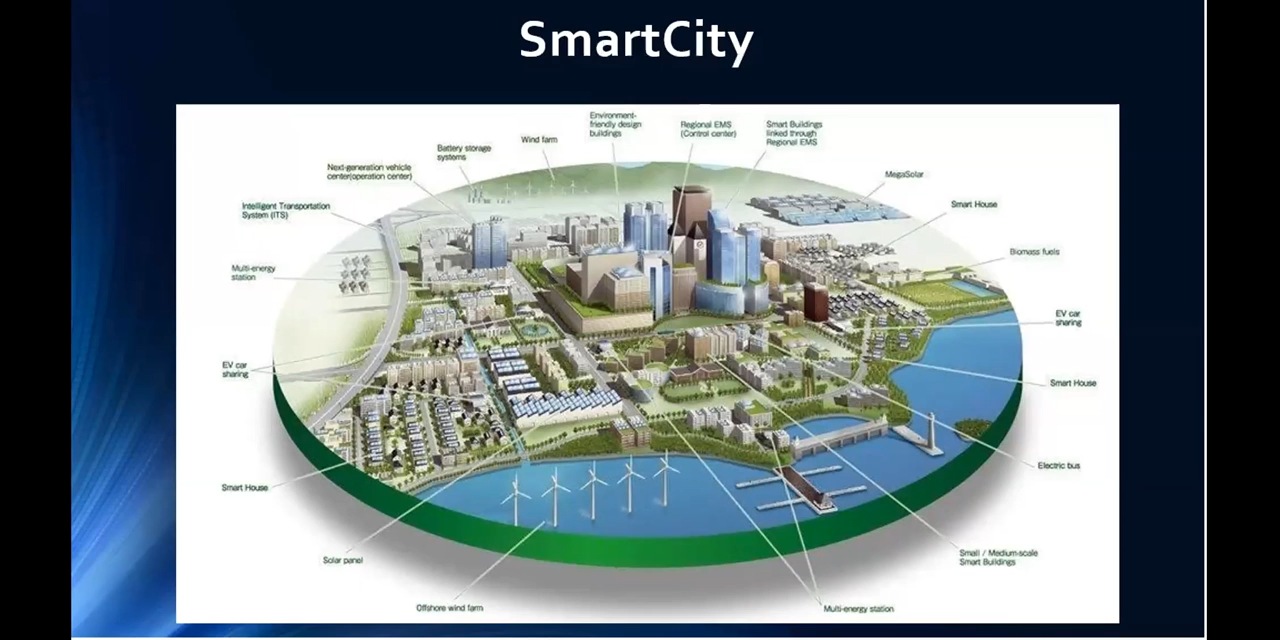 SmartCity
Environment-
friendly design
buildings
Regional EMS
(Control center)
Smart Buildings
linked through
Regional EMS
Wind farm
Battery storage
systems
Next-generation vehicle
center(operation center)
MegaSolar
Intelligent Transportation
System (ITS)
Smart House
Biomass fuels
Multi-energy
station
EV car
sharing
EV car
sharing
Smart House
Electric bus
Smart House
Solar panel
Small / Medium-scale
Smart Buildings
Offshore wind farm
Multi-energy station